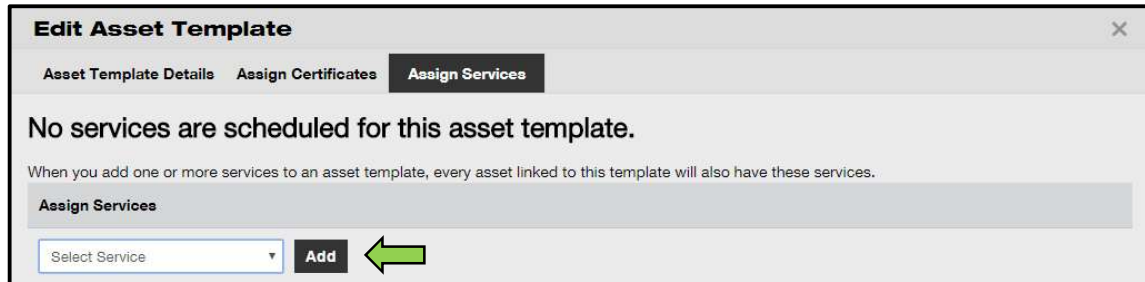 Edit Asset Template
Asset Template Details Assign Certificates Assign Services
No services are scheduled for this asset template.
When you add one or more services to an asset template, every asset linked to this template will also have these services.
Assign Services
Select Service Add